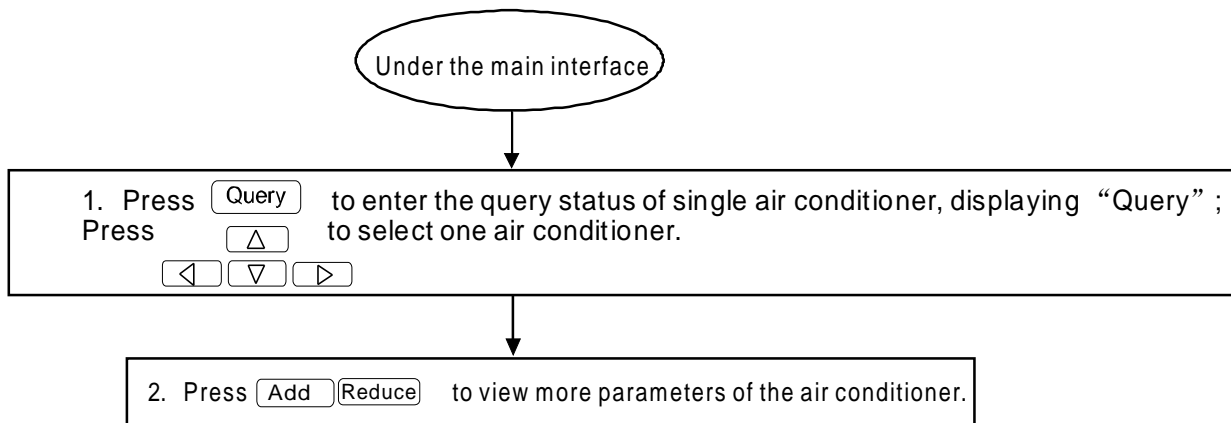 Under the main interface
1. Press Query to enter the query status of single air conditioner, displaying “Query”;
Press △ to select one air conditioner.
◁ ▽ ▷
2. Press Add Reduce to view more parameters of the air conditioner.